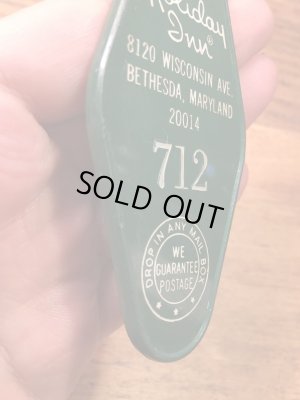 Holiday
Inn®
8120 WISCONSIN AVE.
BETHESDA, MARYLAND
20014
712
SOLD OUT
DROP IN ANY MAIL BOX
WE
GUARANTEE
POSTAGE